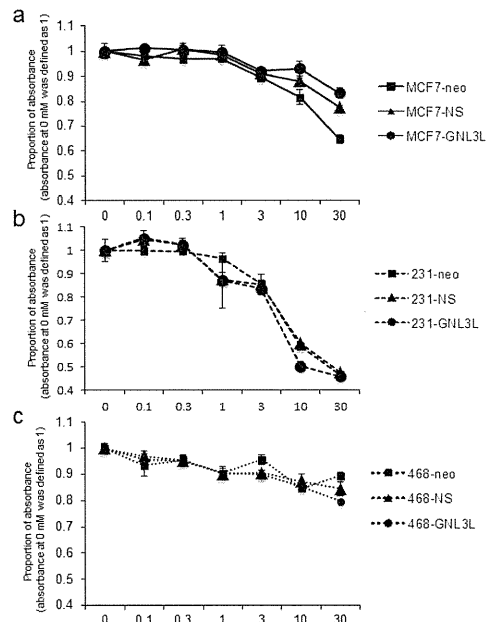 a
Proportion of absorbance
(absorbance at 0 mM was defined as 1)
1.1
1
0.9
0.8
0.7
0.6
0.5
0.4
0 0.1 0.3 1 3 10 30
MCF7-neo
MCF7-NS
MCF7-GNL3L
b
Proportion of absorbance
(absorbance at 0 mM was defined as 1)
1.1
1
0.9
0.8
0.7
0.6
0.5
0.4
0 0.1 0.3 1 3 10 30
231-neo
231-NS
231-GNL3L
c
Proportion of absorbance
(absorbance at 0 mM was defined as 1)
1.1
1
0.9
0.8
0.7
0.6
0.5
0.4
0 0.1 0.3 1 3 10 30
468-neo
468-NS
468-GNL3L